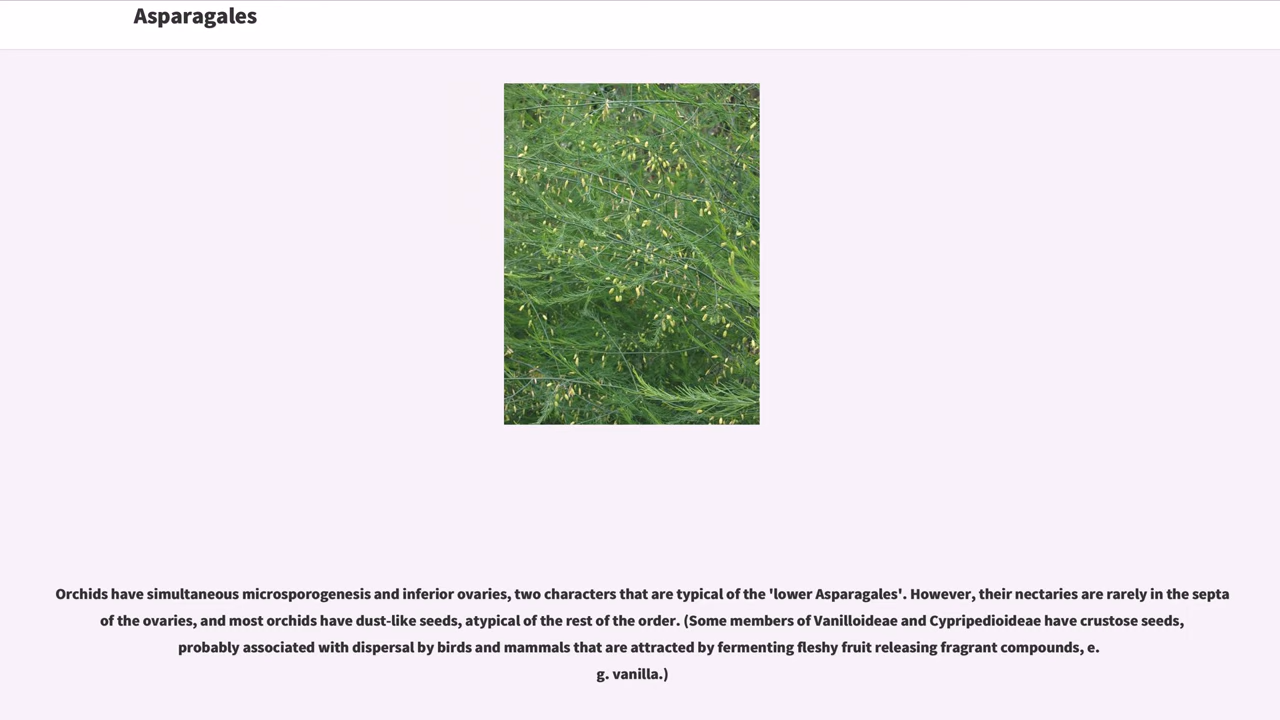 Asparagales
Orchids have simultaneous microsporogenesis and inferior ovaries, two characters that are typical of the 'lower Asparagales'. However, their nectaries are rarely in the septa
of the ovaries, and most orchids have dust-like seeds, atypical of the rest of the order. (Some members of Vanilloideae and Cypripedioideae have crustose seeds,
probably associated with dispersal by birds and mammals that are attracted by fermenting fleshy fruit releasing fragrant compounds, e.
g. vanilla.)